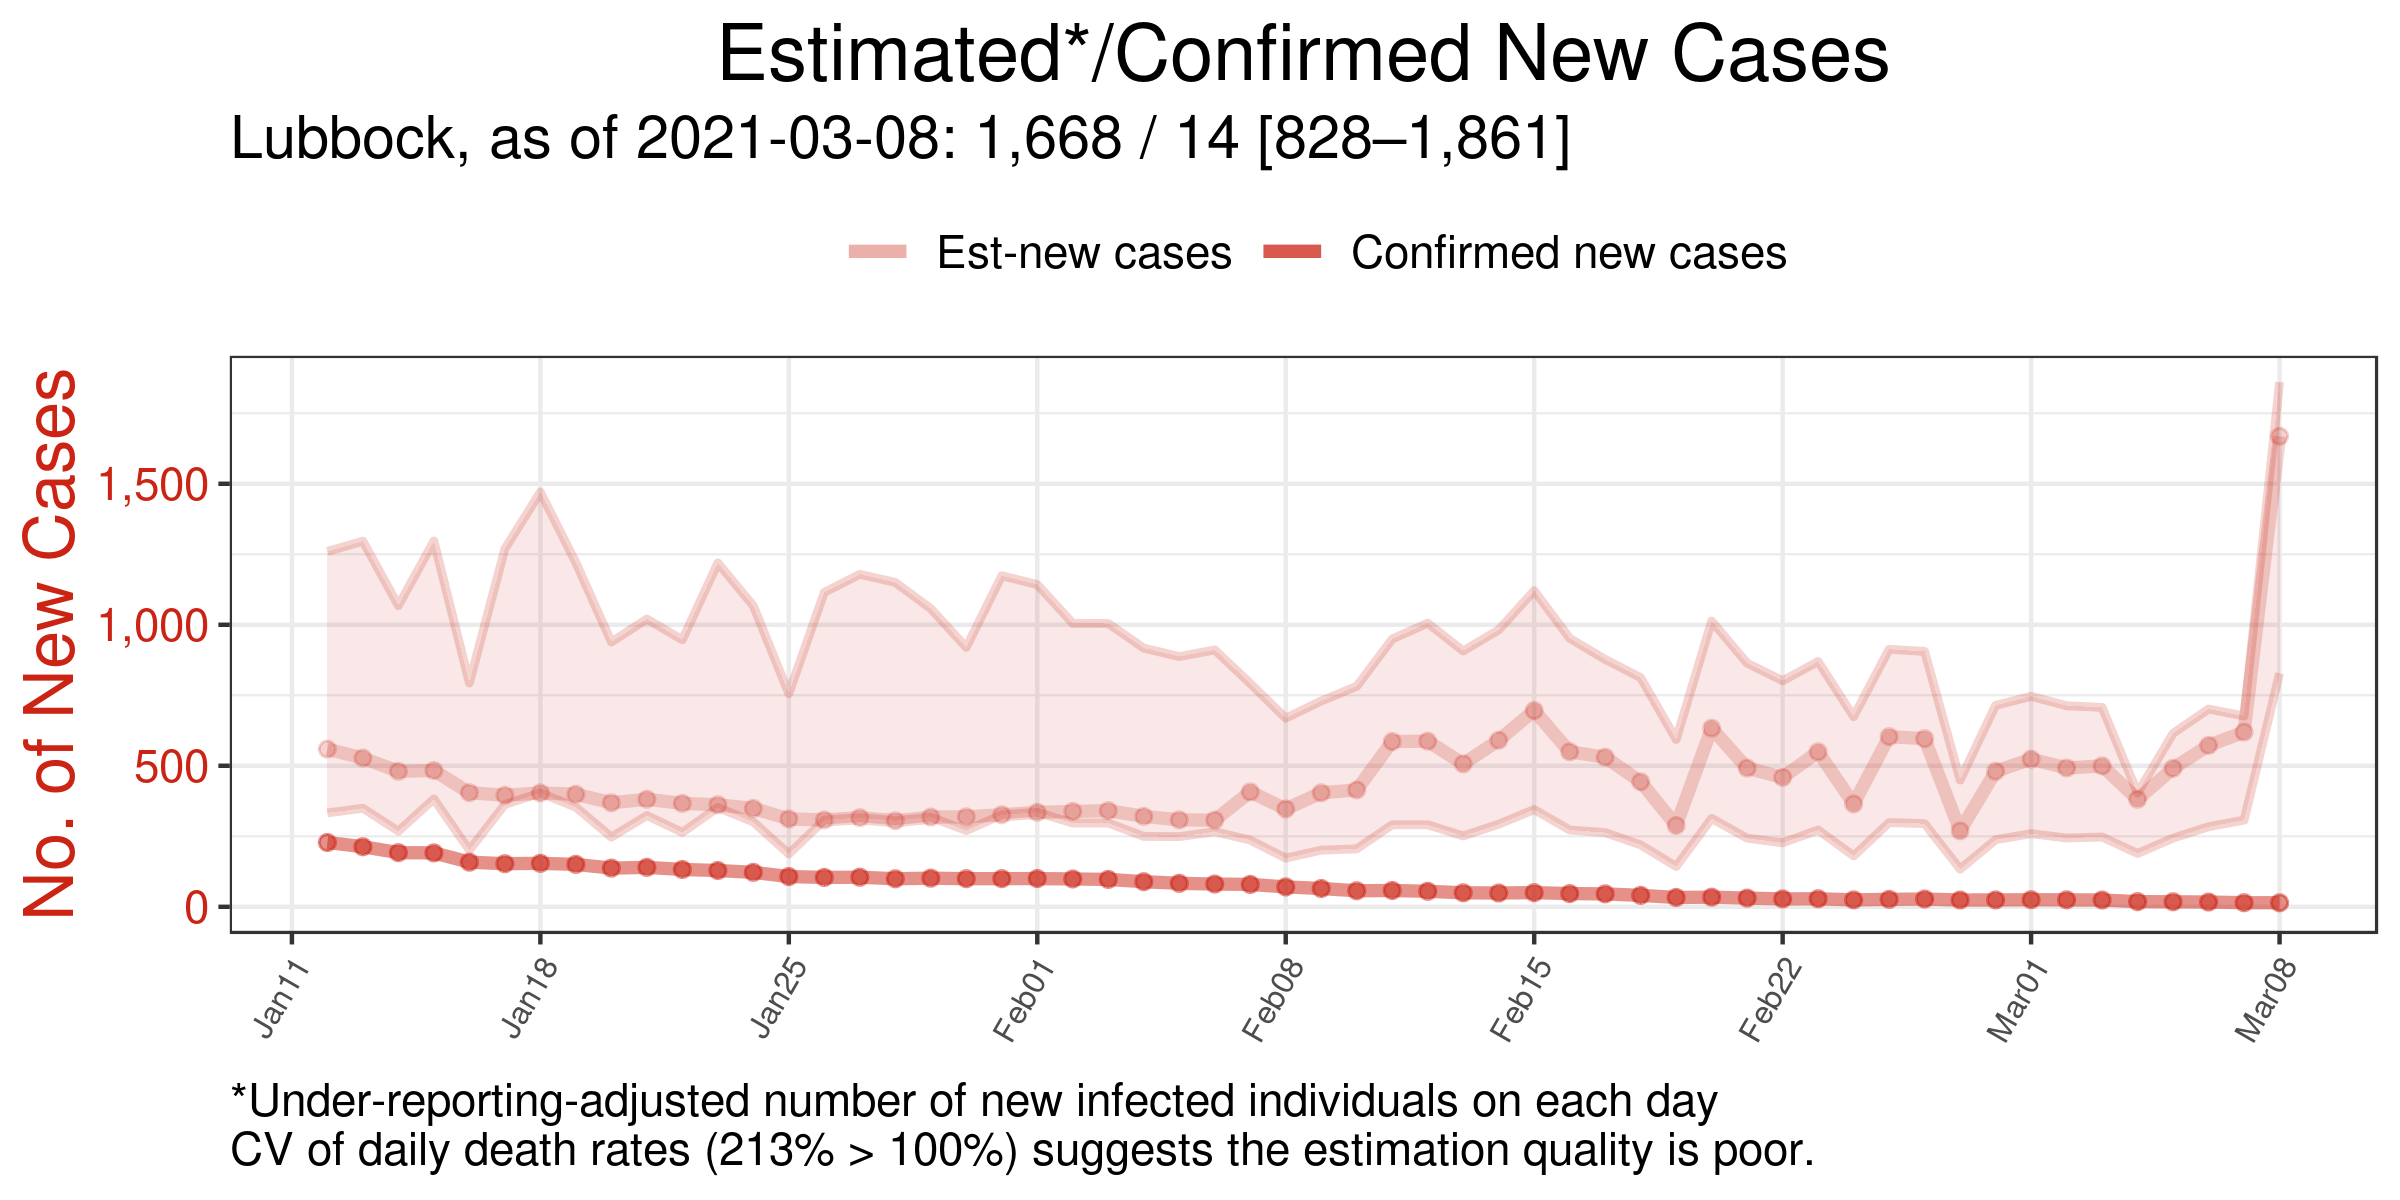 Estimated*/Confirmed New Cases
Lubbock, as of 2021-03-08: 1,668 / 14 [828–1,861]
Est-new cases
Confirmed new cases
No. of New Cases
1,500
1,000
500
0
Jan11
Jan18
Jan25
Feb01
Feb08
Feb15
Feb22
Mar01
Mar08
*Under-reporting-adjusted number of new infected individuals on each day
CV of daily death rates (213% > 100%) suggests the estimation quality is poor.